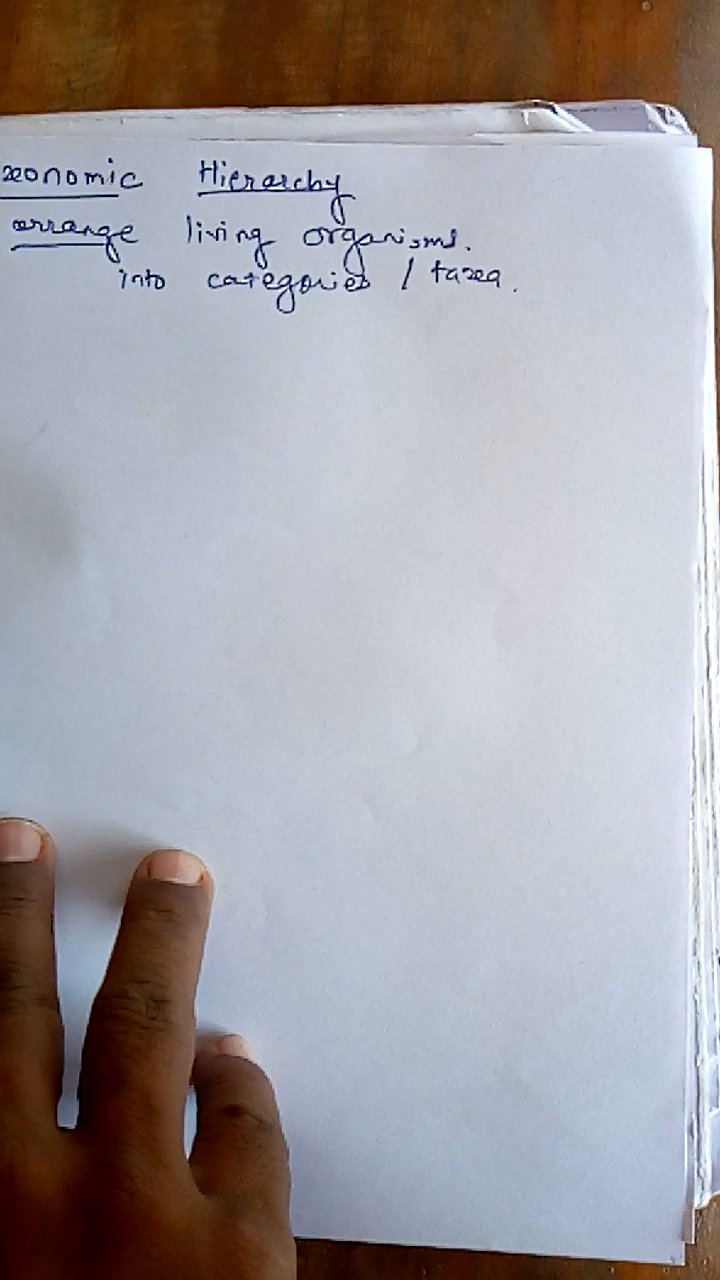 xonomic Hierarchy
arrange living organisms.
into categories / taxa.